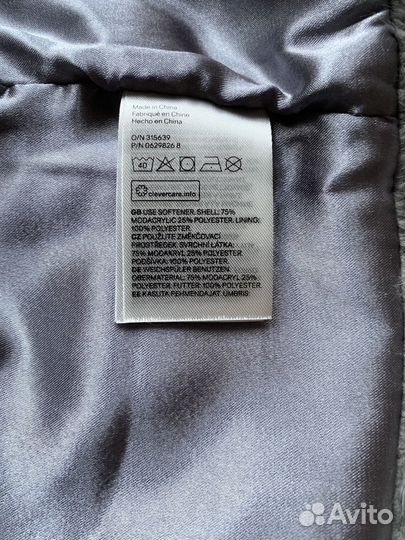 Made in China
Fabriqué en Chine
Hecho en China
O/N 315639
P/N 0629826 8
40
clevercare.info
GB USE SOFTENER. SHELL: 75%
MODACRYLIC 25% POLYESTER. LINING:
100% POLYESTER.
CZ POUŽIJTE ZMĚKČOVACÍ
PROSTŘEDEK. SVRCHNÍ LÁTKA:
75% MODAKRYL 25% POLYESTER.
PODŠÍVKA: 100% POLYESTER.
DE WEICHSPÜLER BENUTZEN.
OBERMATERIAL: 75% MODACRYL 25%
POLYESTER. FUTTER: 100% POLYESTER.
EE KASUTA PEHMENDAJAT. ÜMBRIS:
Avito